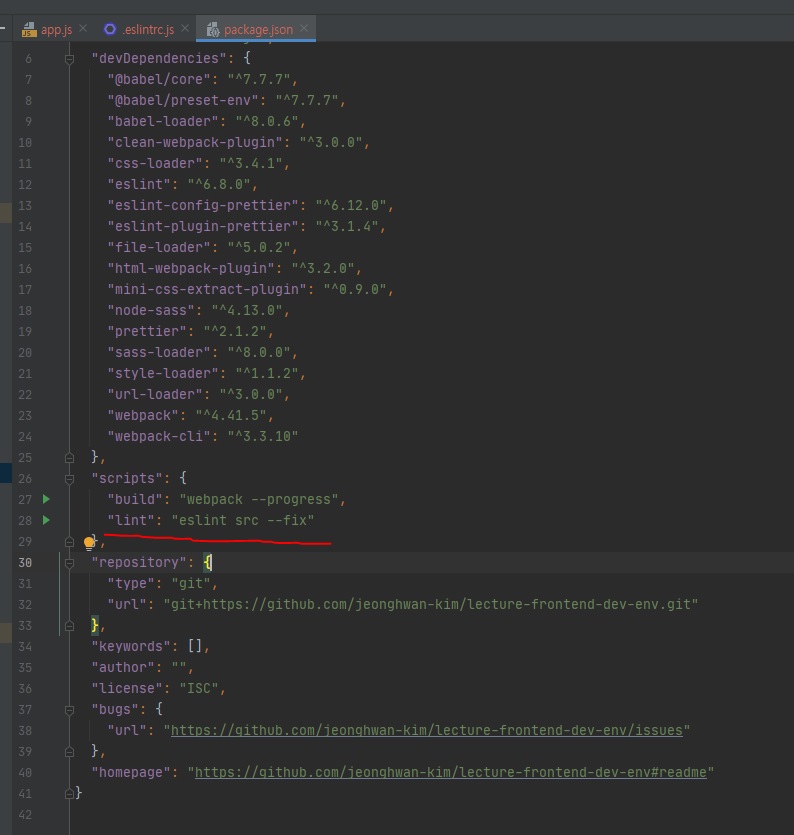 app.js .eslintrc.js package.json
6 "devDependencies": {
7 "@babel/core": "^7.7.7",
8 "@babel/preset-env": "^7.7.7",
9 "babel-loader": "^8.0.6",
10 "clean-webpack-plugin": "^3.0.0",
11 "css-loader": "^3.4.1",
12 "eslint": "^6.8.0",
13 "eslint-config-prettier": "^6.12.0",
14 "eslint-plugin-prettier": "^3.1.4",
15 "file-loader": "^5.0.2",
16 "html-webpack-plugin": "^3.2.0",
17 "mini-css-extract-plugin": "^0.9.0",
18 "node-sass": "^4.13.0",
19 "prettier": "^2.1.2",
20 "sass-loader": "^8.0.0",
21 "style-loader": "^1.1.2",
22 "url-loader": "^3.0.0",
23 "webpack": "^4.41.5",
24 "webpack-cli": "^3.3.10"
25 },
26 "scripts": {
27 "build": "webpack --progress",
28 "lint": "eslint src --fix"
29 },
30 "repository": {
31 "type": "git",
32 "url": "git+https://github.com/jeonghwan-kim/lecture-frontend-dev-env.git"
33 },
34 "keywords": [],
35 "author": "",
36 "license": "ISC",
37 "bugs": {
38 "url": "https://github.com/jeonghwan-kim/lecture-frontend-dev-env/issues"
39 },
40 "homepage": "https://github.com/jeonghwan-kim/lecture-frontend-dev-env#readme"
41 }
42